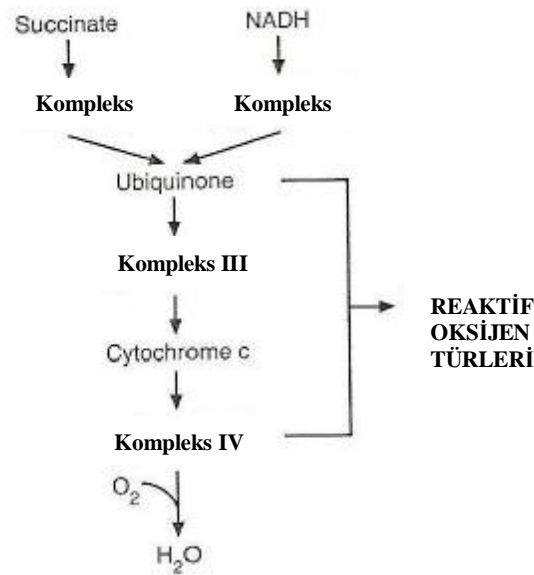 Succinate NADH
Kompleks Kompleks
Ubiquinone
Kompleks III
REAKTİF
OKSİJEN
TÜRLERİ
Cytochrome c
Kompleks IV
O₂
H₂O